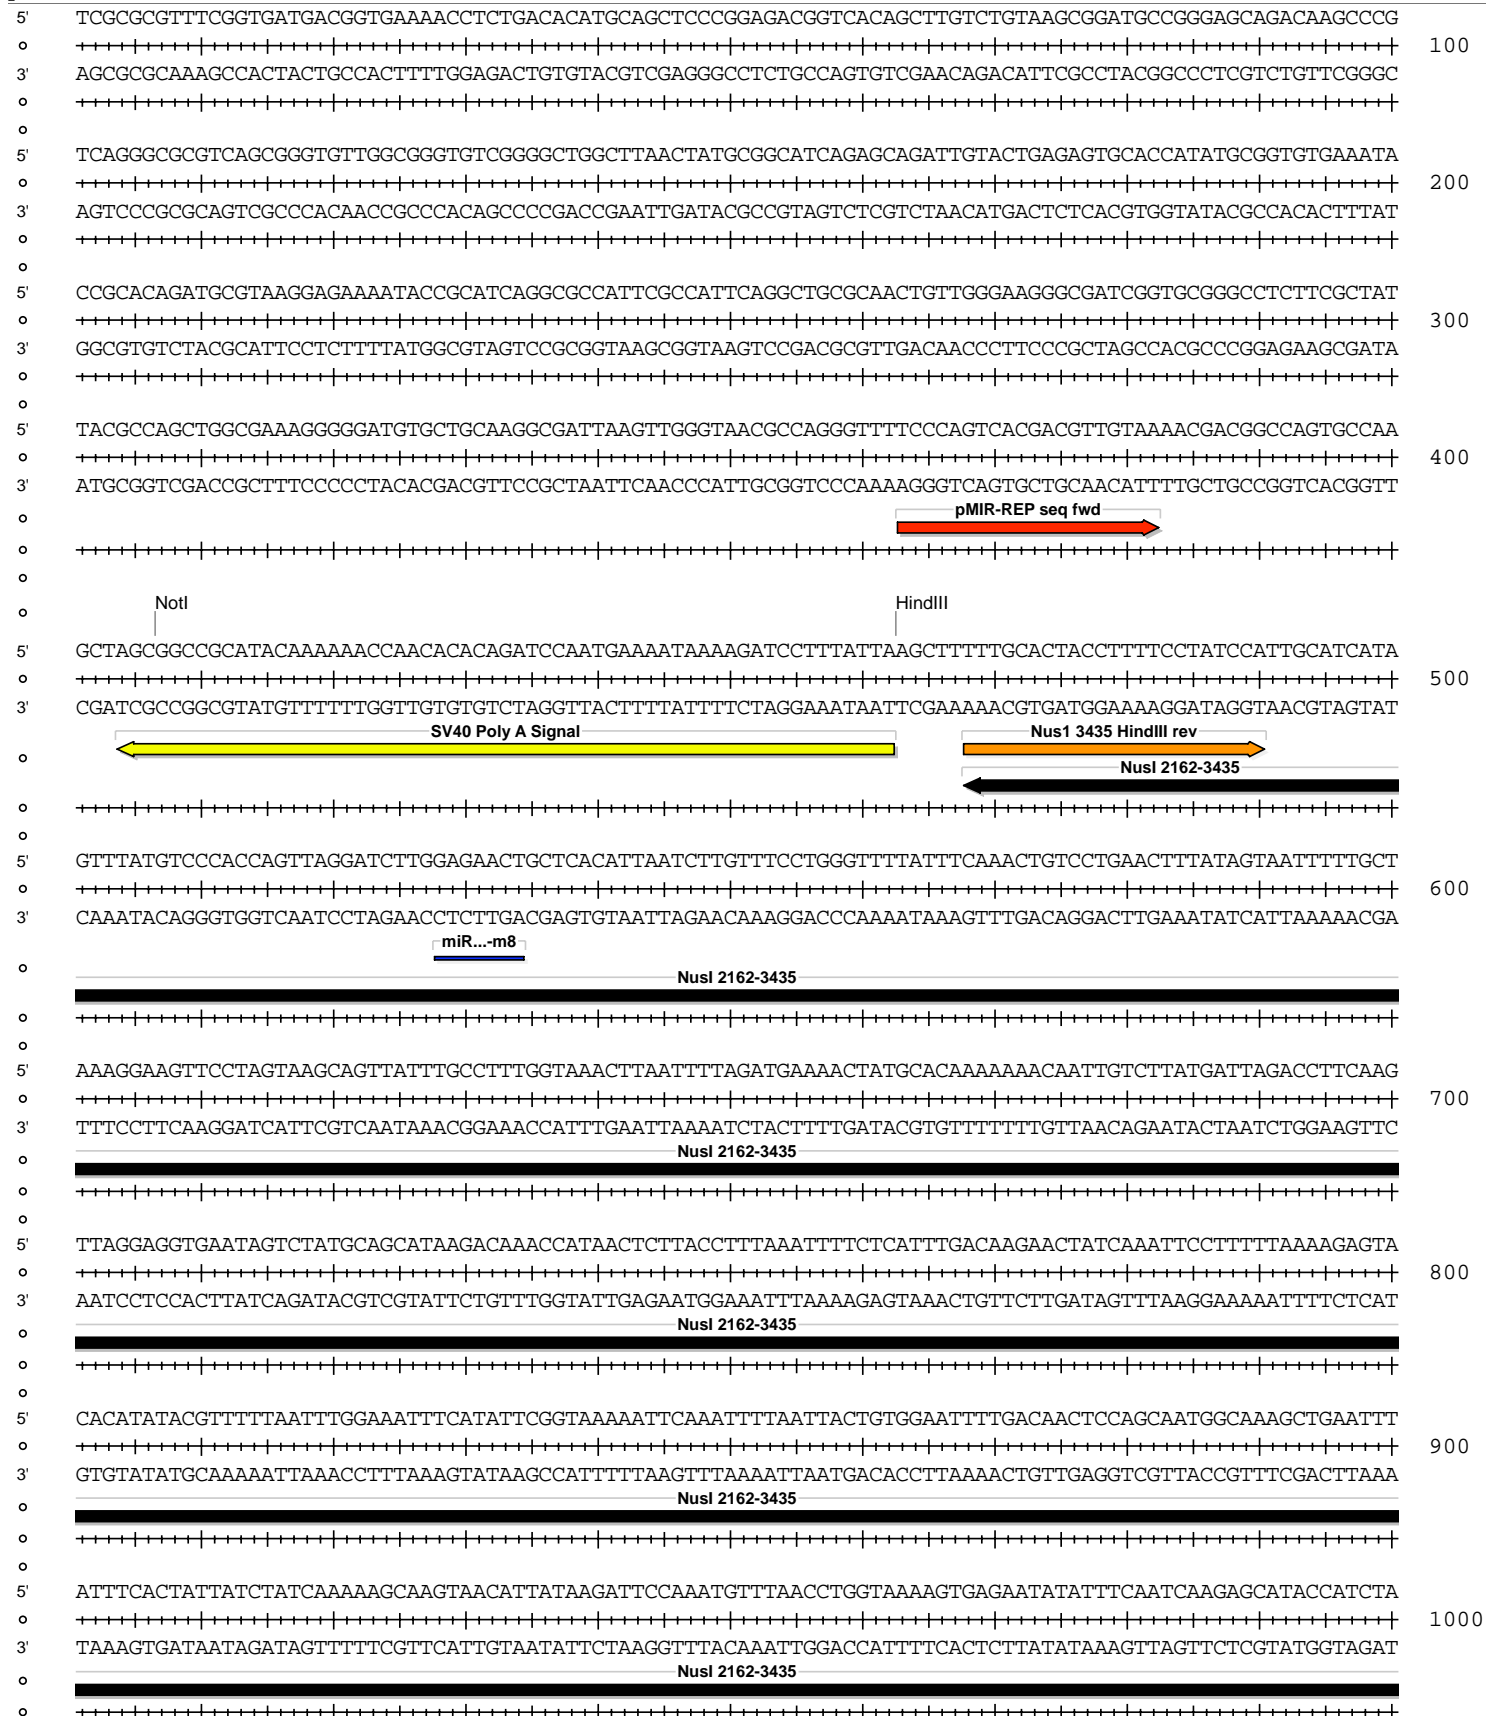 5' TCGCGCGTTTCGGTGATGACGGTGAAAACCTCTGACACATGCAGCTCCCGGAGACGGTCACAGCTTGTCTGTAAGCGGATGCCGGGAGCAGACAAGCCCG
100
3' AGCGCGCAAAGCCACTACTGCCACTTTTGGAGACTGTGTACGTCGAGGGCCTCTGCCAGTGTCGAACAGACATTCGCCTACGGCCCTCGTCTGTTCGGGC
5' TCAGGGCGCGTCAGCGGGTGTTGGCGGGTGTCGGGGCTGGCTTAACTATGCGGCATCAGAGCAGATTGTACTGAGAGTGCACCATATGCGGTGTGAAATA
200
3' AGTCCCGCGCAGTCGCCCACAACCGCCCACAGCCCCGACCGAATTGATACGCCGTAGTCTCGTCTAACATGACTCTCACGTGGTATACGCCACACTTTAT
5' CCGCACAGATGCGTAAGGAGAAAATACCGCATCAGGCGCCATTCGCCATTCAGGCTGCGCAACTGTTGGGAAGGGCGATCGGTGCGGGCCTCTTCGCTAT
300
3' GGCGTGTCTACGCATTCCTCTTTTATGGCGTAGTCCGCGGTAAGCGGTAAGTCCGACGCGTTGACAACCCTTCCCGCTAGCCACGCCCGGAGAAGCGATA
5' TACGCCAGCTGGCGAAAGGGGGATGTGCTGCAAGGCGATTAAGTTGGGTAACGCCAGGGTTTTCCCAGTCACGACGTTGTAAAACGACGGCCAGTGCCAA
400
3' ATGCGGTCGACCGCTTTCCCCCTACACGACGTTCCGCTAATTCAACCCATTGCGGTCCCAAAAGGGTCAGTGCTGCAACATTTTGCTGCCGGTCACGGTT
pMIR-REP seq fwd
NotI HindIII
5' GCTAGCGGCCGCATACAAAAAACCAACACACAGATCCAATGAAAATAAAAGATCCTTTATTAAGCTTTTTGCACTACCTTTTCCTATCCATTGCATCATA
500
3' CGATCGCCGGCGTATGTTTTTTGGTTGTGTGTCTAGGTTACTTTTATTTTCTAGGAAATAATTCGAAAAACGTGATGGAAAAGGATAGGTAACGTAGTAT
SV40 Poly A Signal Nus1 3435 HindIII rev
NusI 2162-3435
5' GTTTATGTCCCACCAGTTAGGATCTTGGAGAACTGCTCACATTAATCTTGTTTCCTGGGTTTTATTTCAAACTGTCCTGAACTTTATAGTAATTTTTGCT
600
3' CAAATACAGGGTGGTCAATCCTAGAACCTCTTGACGAGTGTAATTAGAACAAAGGACCCAAAATAAAGTTTGACAGGACTTGAAATATCATTAAAAACGA
miR...-m8
NusI 2162-3435
5' AAAGGAAGTTCCTAGTAAGCAGTTATTTGCCTTTGGTAAACTTAATTTTAGATGAAAACTATGCACAAAAAAACAATTGTCTTATGATTAGACCTTCAAG
700
3' TTTCCTTCAAGGATCATTCGTCAATAAACGGAAACCATTTGAATTAAAATCTACTTTTGATACGTGTTTTTTTGTTAACAGAATACTAATCTGGAAGTTC
NusI 2162-3435
5' TTAGGAGGTGAATAGTCTATGCAGCATAAGACAAACCATAACTCTTACCTTTAAATTTTCTCATTTGACAAGAACTATCAAATTCCTTTTTAAAAGAGTA
800
3' AATCCTCCACTTATCAGATACGTCGTATTCTGTTTGGTATTGAGAATGGAAATTTAAAAGAGTAAACTGTTCTTGATAGTTTAAGGAAAAATTTTCTCAT
NusI 2162-3435
5' CACATATACGTTTTTAATTTGGAAATTTCATATTCGGTAAAAATTCAAATTTTAATTACTGTGGAATTTTGACAACTCCAGCAATGGCAAAGCTGAATTT
900
3' GTGTATATGCAAAAATTAAACCTTTAAAGTATAAGCCATTTTTAAGTTTAAAATTAATGACACCTTAAAACTGTTGAGGTCGTTACCGTTTCGACTTAAA
NusI 2162-3435
5' ATTTCACTATTATCTATCAAAAAGCAAGTAACATTATAAGATTCCAAATGTTTAACCTGGTAAAAGTGAGAATATATTTCAATCAAGAGCATACCATCTA
1000
3' TAAAGTGATAATAGATAGTTTTTCGTTCATTGTAATATTCTAAGGTTTACAAATTGGACCATTTTCACTCTTATATAAAGTTAGTTCTCGTATGGTAGAT
NusI 2162-3435